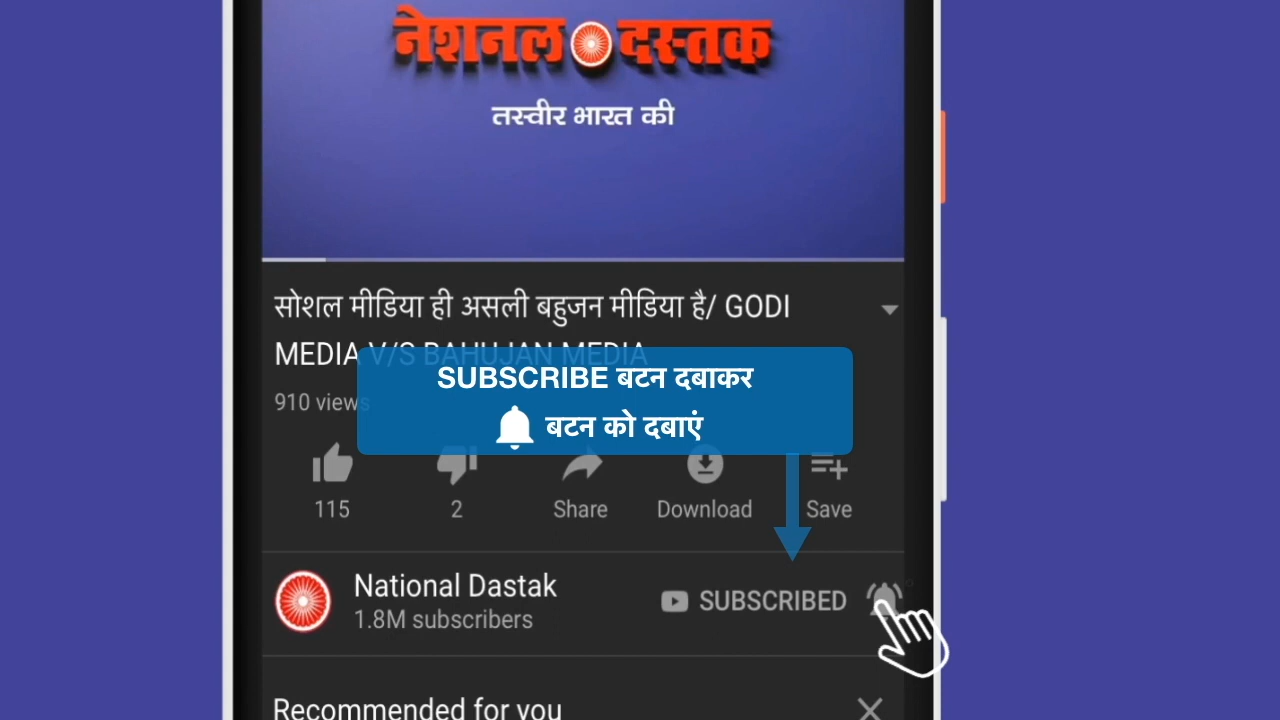 नेशनल दस्तक
तस्वीर भारत की
सोशल मीडिया ही असली बहुजन मीडिया है/ GODI
MEDIA V/S BAHUJAN MEDIA
910 views
SUBSCRIBE बटन दबाकर
बटन को दबाएं
115
2
Share
Download
Save
National Dastak
1.8M subscribers
SUBSCRIBED
Recommended for you